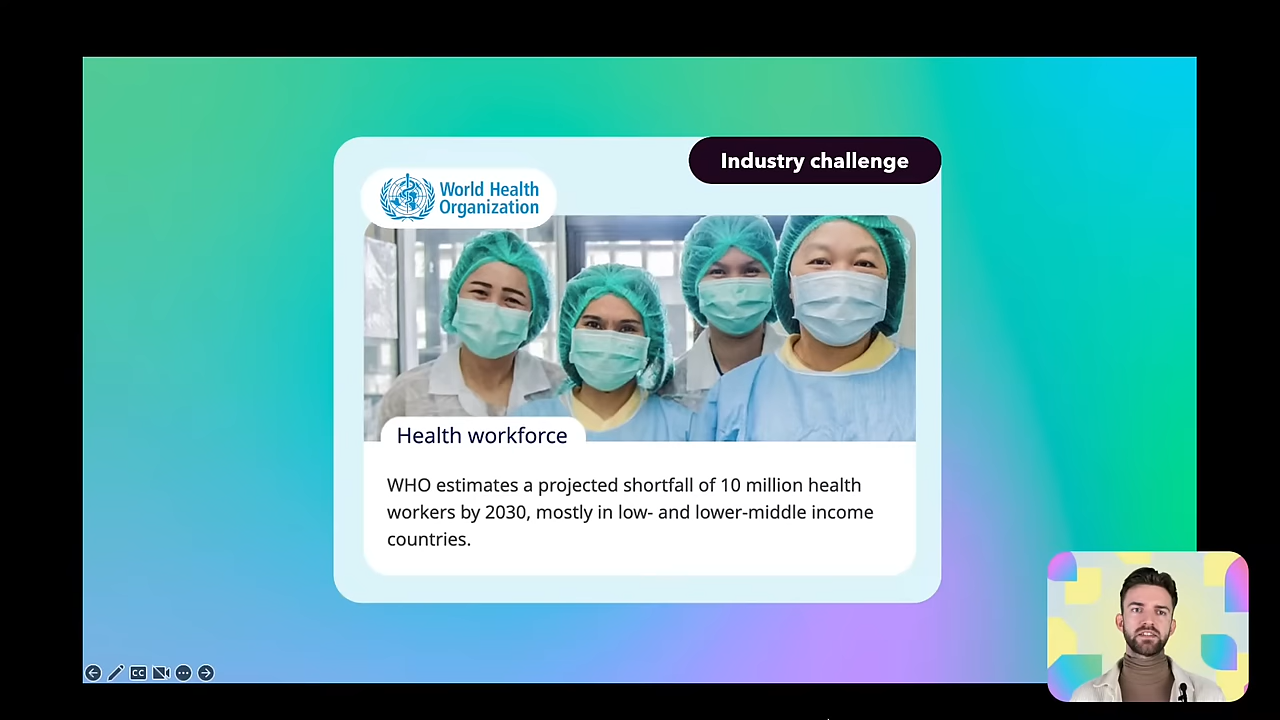 Industry challenge
World Health
Organization
Health workforce
WHO estimates a projected shortfall of 10 million health
workers by 2030, mostly in low- and lower-middle income
countries.
CC